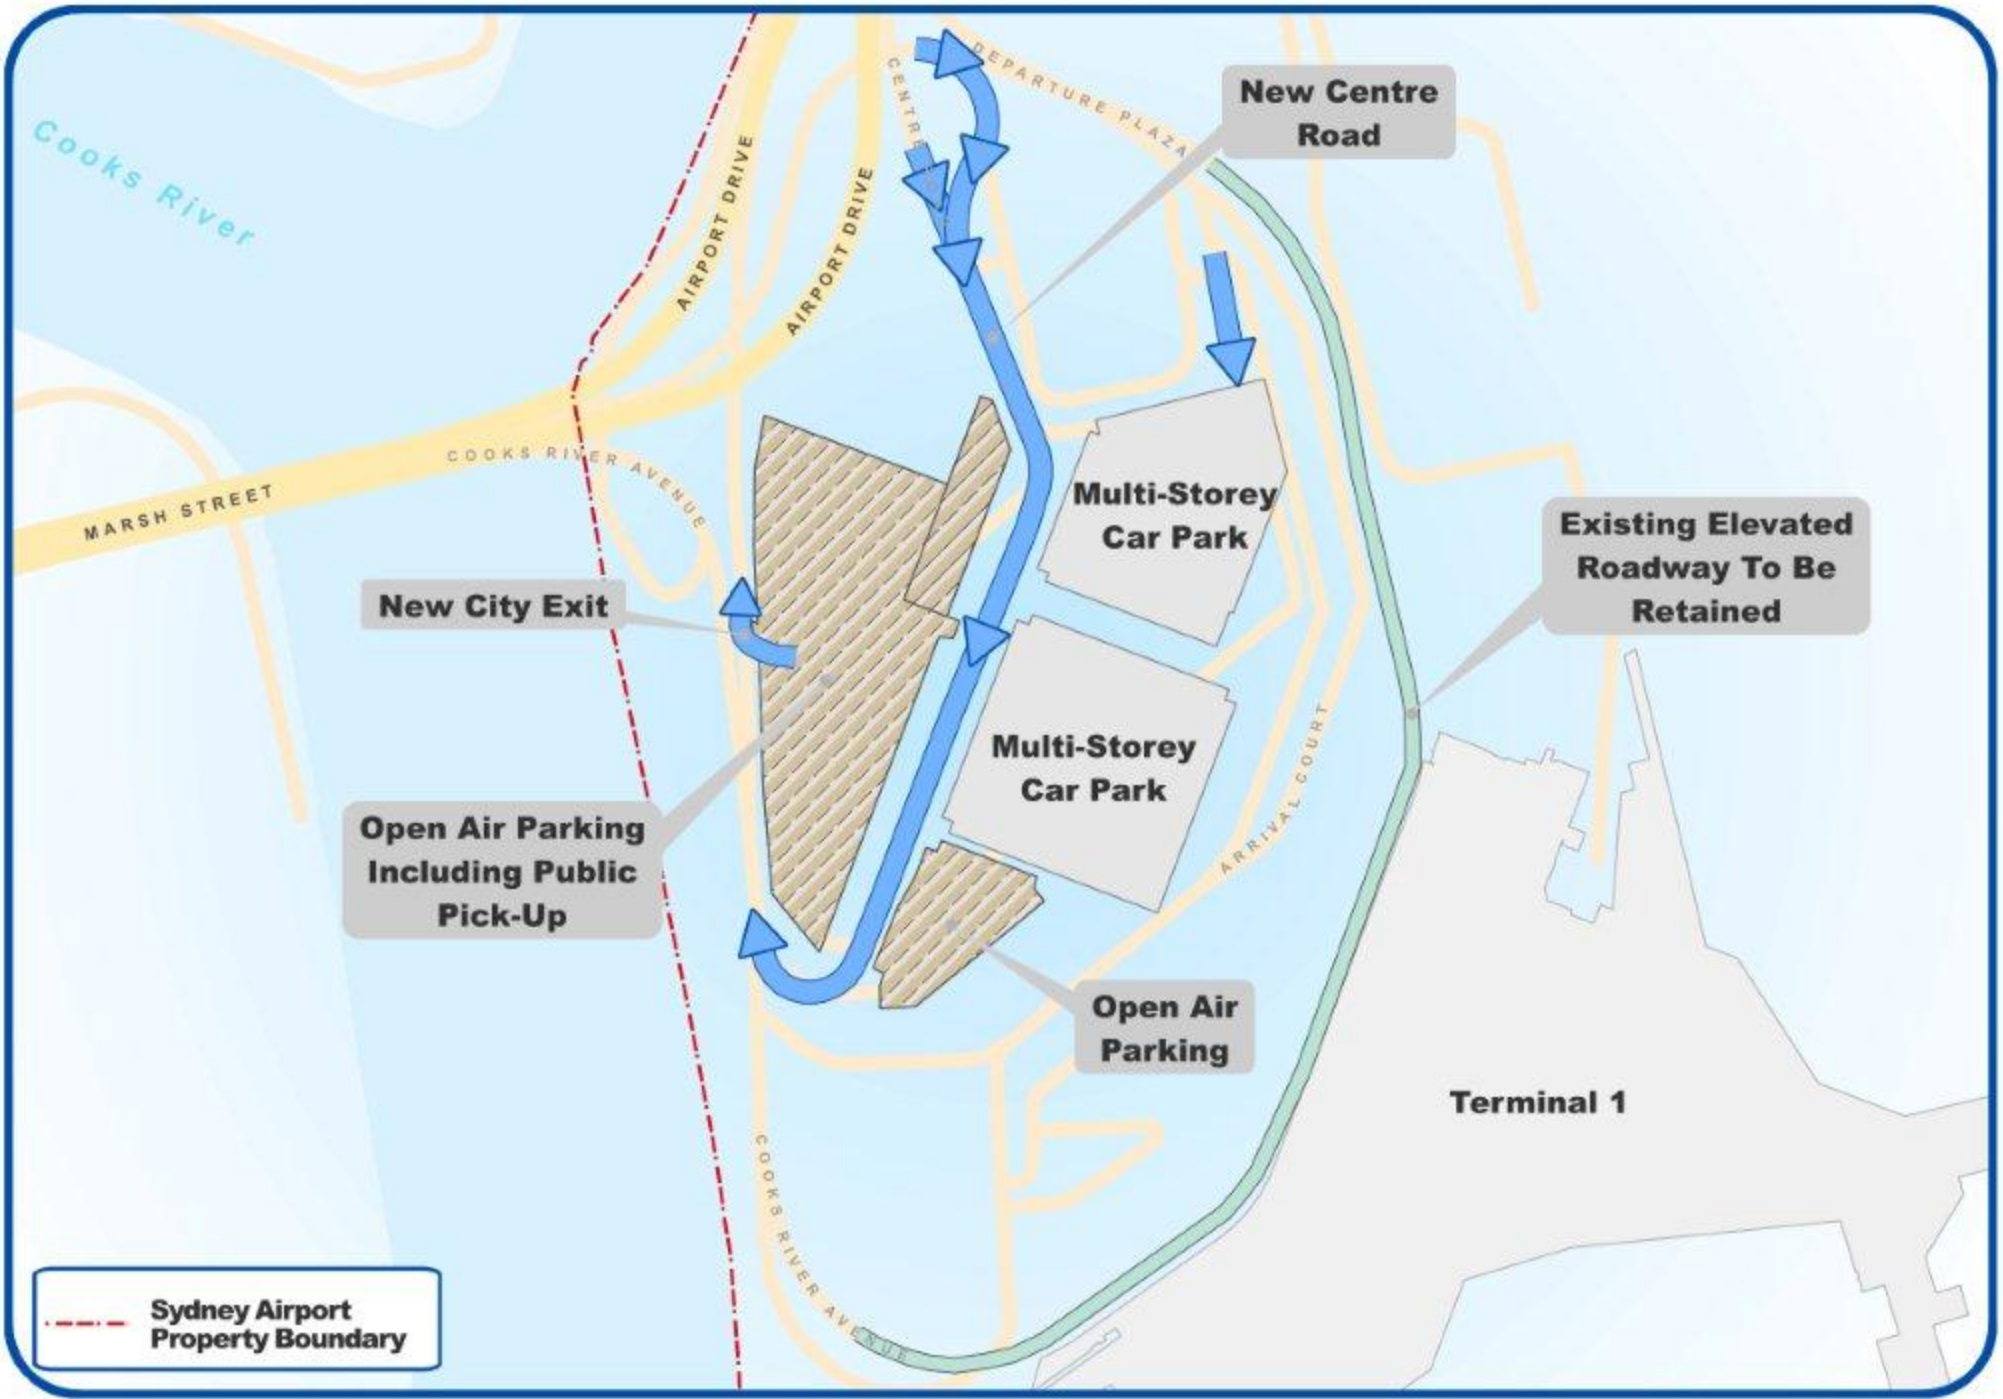 Cooks River
CENTRE
DEPARTURE PLAZA
New Centre
Road
AIRPORT DRIVE
AIRPORT DRIVE
COOKS RIVER AVENUE
MARSH STREET
Multi-Storey
Car Park
Existing Elevated
Roadway To Be
Retained
New City Exit
Multi-Storey
Car Park
ARRIVAL COURT
Open Air Parking
Including Public
Pick-Up
Open Air
Parking
Terminal 1
COOKS RIVER AVENUE
Sydney Airport
Property Boundary